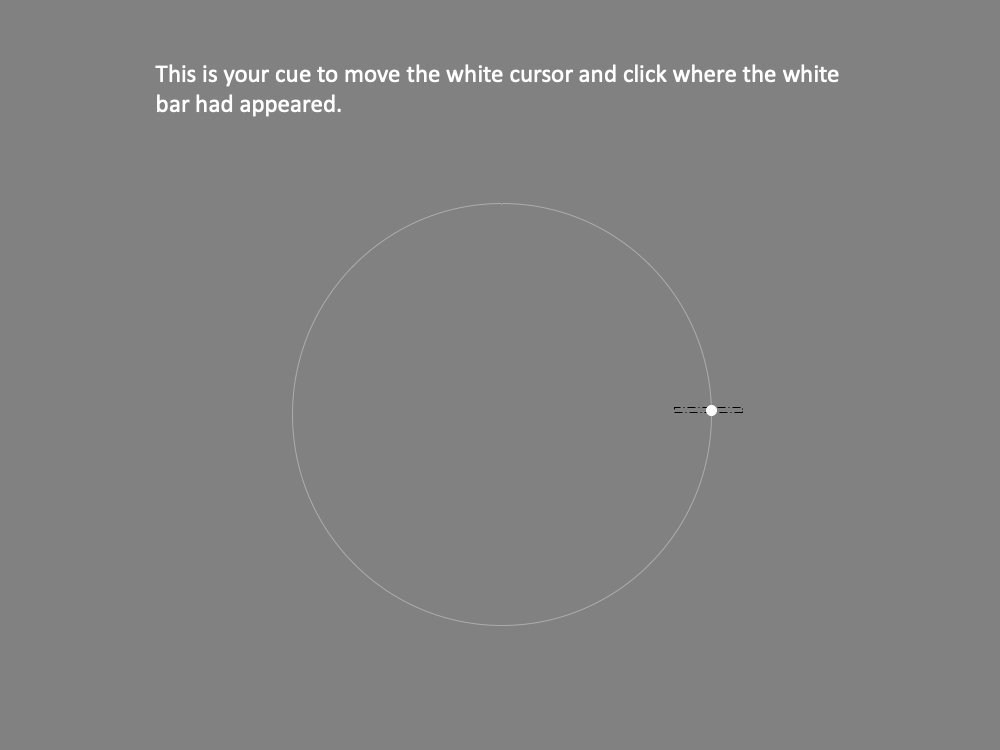 This is your cue to move the white cursor and click where the white
bar had appeared.